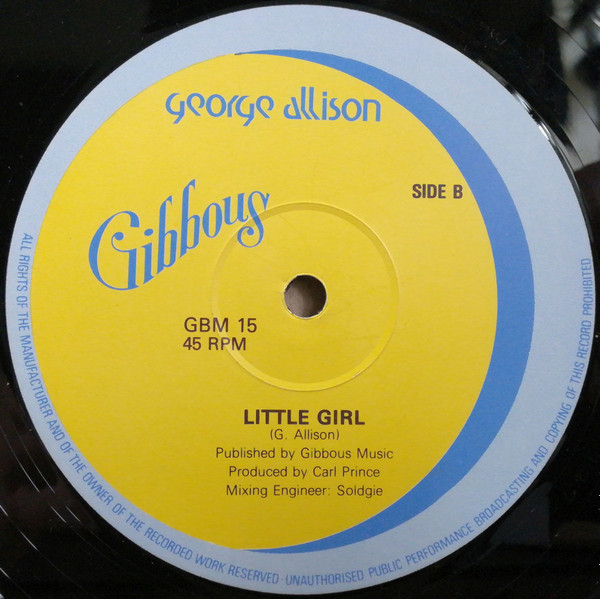 george allison
Gibbous
SIDE B
GBM 15
45 RPM
LITTLE GIRL
(G. Allison)
Published by Gibbous Music
Produced by Carl Prince
Mixing Engineer: Soldgie
ALL RIGHTS OF THE MANUFACTURER AND OF THE OWNER OF THE RECORDED WORK RESERVED UNAUTHORISED PUBLIC PERFORMANCE BROADCASTING AND COPYING OF THIS RECORD PROHIBITED